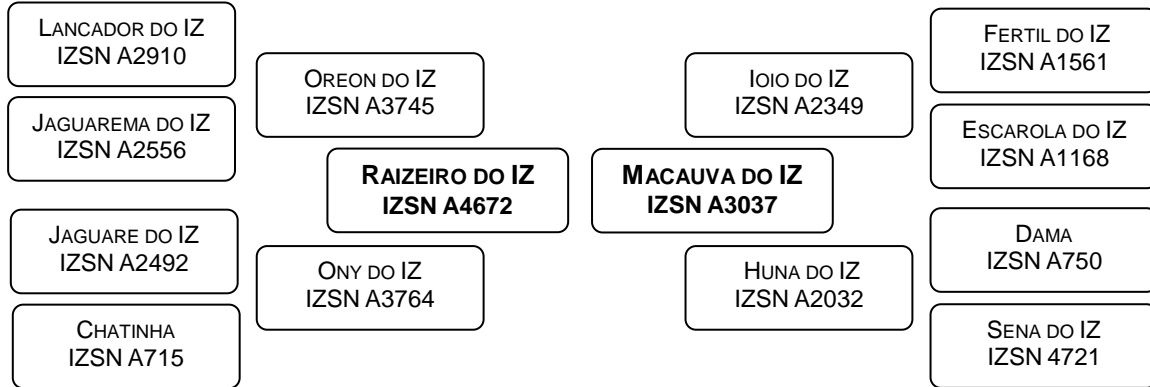 LANCADOR DO IZ
IZSN A2910
JAGUAREMA DO IZ
IZSN A2556
OREON DO IZ
IZSN A3745
RAIZEIRO DO IZ
IZSN A4672
JAGUARE DO IZ
IZSN A2492
CHATINHA
IZSN A715
ONY DO IZ
IZSN A3764
IOIO DO IZ
IZSN A2349
MACAUVA DO IZ
IZSN A3037
HUNA DO IZ
IZSN A2032
FERTIL DO IZ
IZSN A1561
ESCAROLA DO IZ
IZSN A1168
DAMA
IZSN A750
SENA DO IZ
IZSN 4721